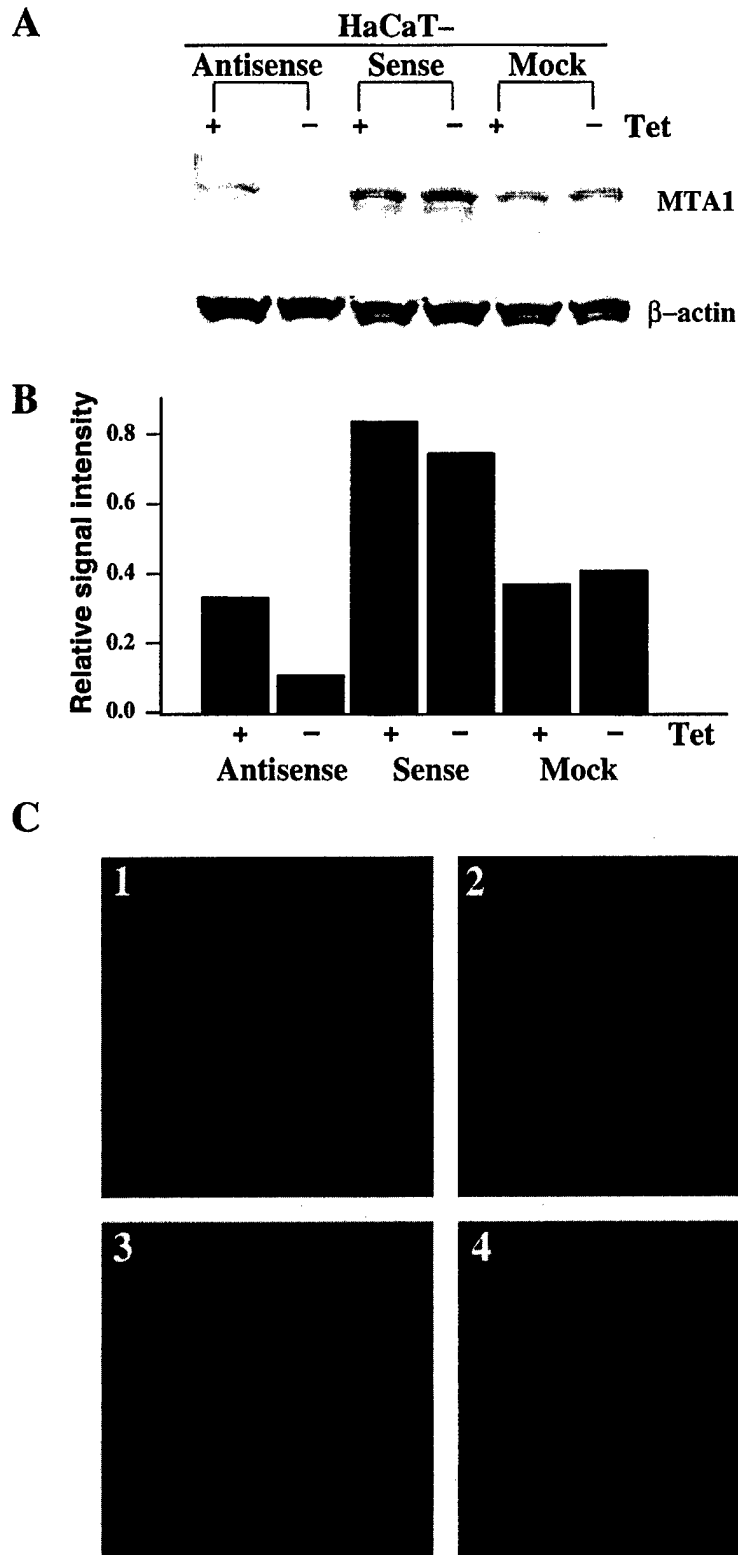 A
HaCaT–
Antisense Sense Mock
+ – + – + – Tet
MTA1
β–actin
B
Relative signal intensity
0.8
0.6
0.4
0.2
0.0
+ – + – + – Tet
Antisense Sense Mock
C
1 2
3 4